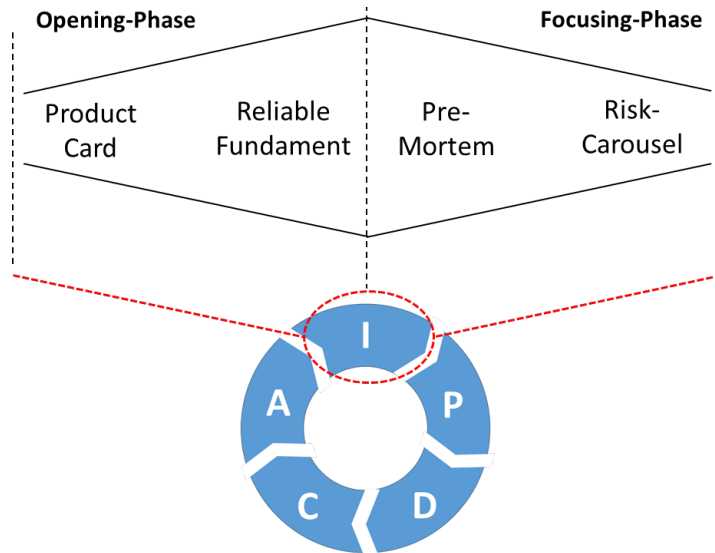 Opening-Phase
Focusing-Phase
Product
Card
Reliable
Fundament
Pre-
Mortem
Risk-
Carousel
I
P
D
C
A